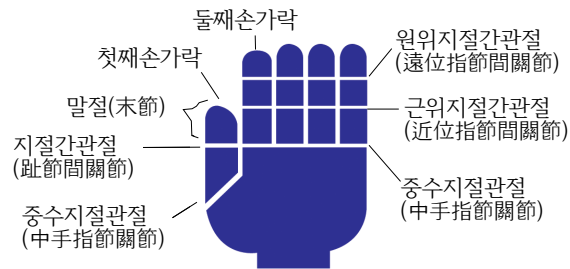 둘째손가락
첫째손가락
말절(末節)
지절간관절
(趾節間關節)
중수지절관절
(中手指節關節)
원위지절간관절
(遠位指節間關節)
근위지절간관절
(近位指節間關節)
중수지절관절
(中手指節關節)